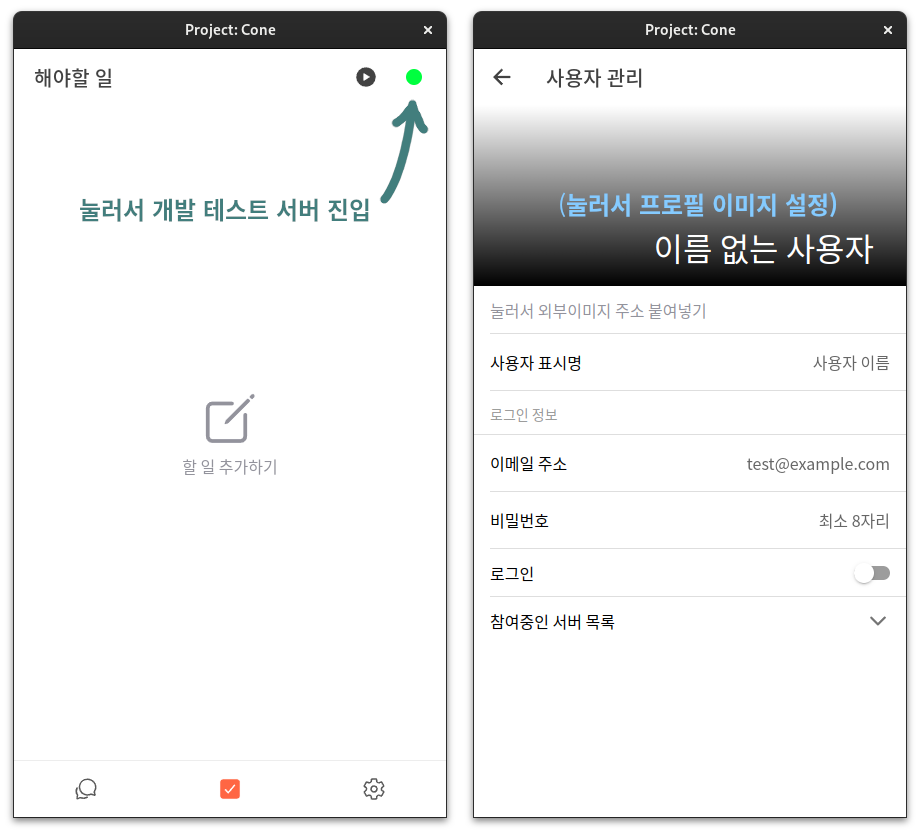 Project: Cone
×
해야할 일
눌러서 개발 테스트 서버 진입
할 일 추가하기
Project: Cone
×
사용자 관리
(눌러서 프로필 이미지 설정)
이름 없는 사용자
눌러서 외부이미지 주소 붙여넣기
사용자 표시명 사용자 이름
로그인 정보
이메일 주소 test@example.com
비밀번호 최소 8자리
로그인
참여중인 서버 목록